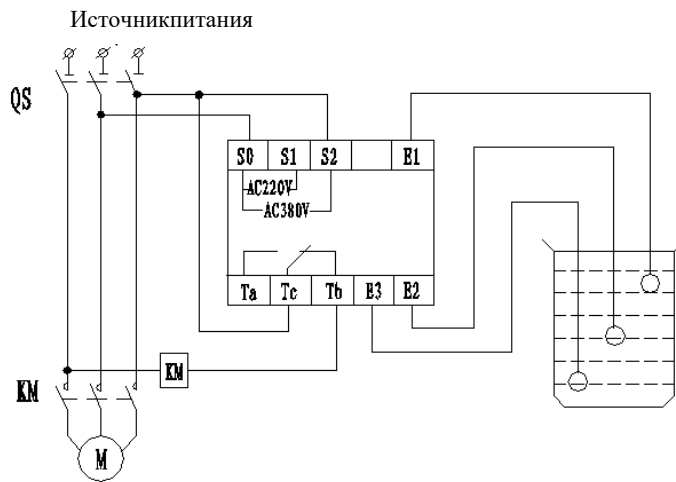 Источникпитания
QS
S0 S1 S2 E1
AC220V
AC380V
Ta Tc Tb E3 E2
KM
KM
M